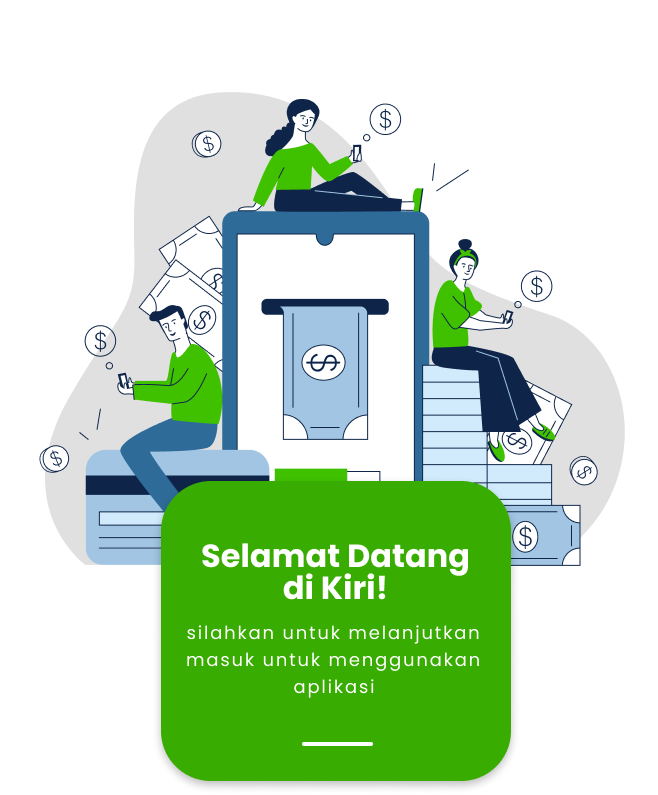 Selamat Datang
di Kiri!
silahkan untuk melanjutkan
masuk untuk menggunakan
aplikasi